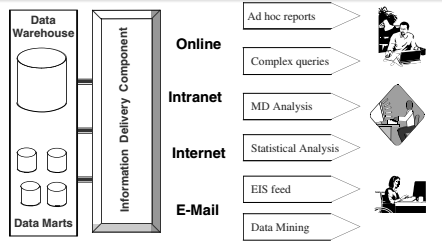 Data
Warehouse
Data Marts
Information Delivery Component
Online
Intranet
Internet
E-Mail
Ad hoc reports
Complex queries
MD Analysis
Statistical Analysis
EIS feed
Data Mining